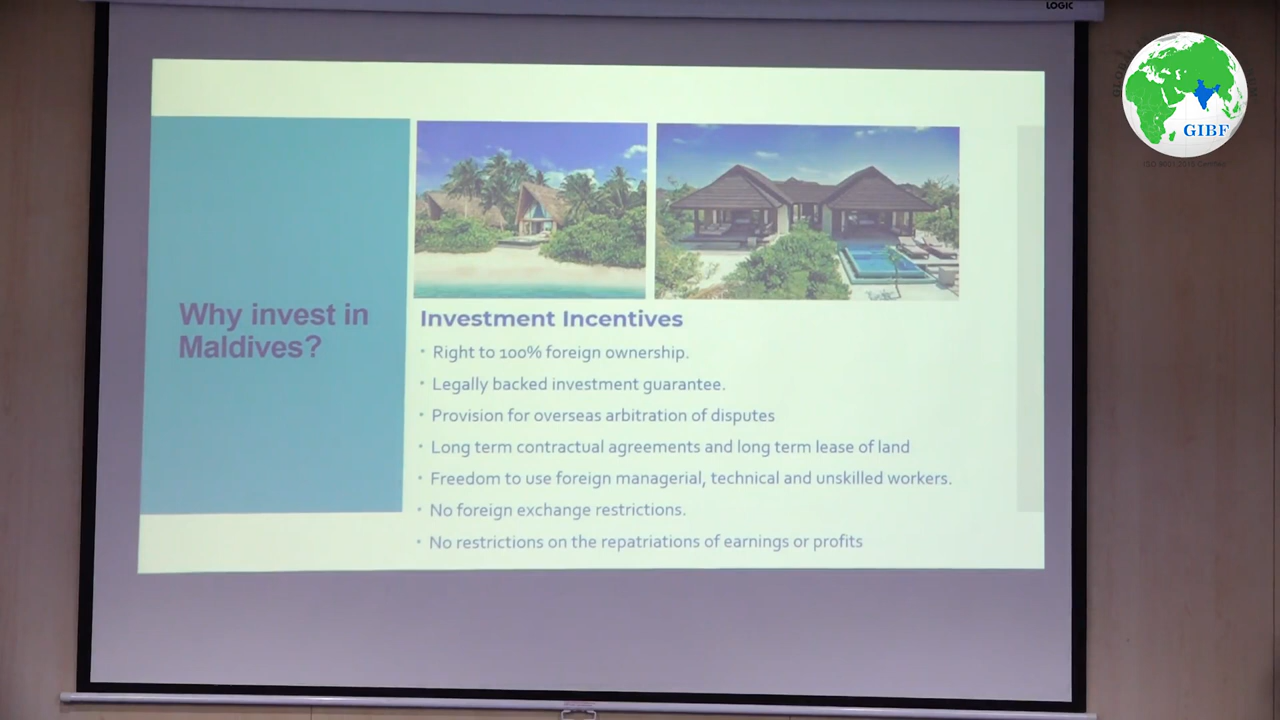 LOGIC
GIBF
Why invest in
Maldives?
Investment Incentives
• Right to 100% foreign ownership.
• Legally backed investment guarantee.
• Provision for overseas arbitration of disputes
• Long term contractual agreements and long term lease of land
• Freedom to use foreign managerial, technical and unskilled workers.
• No foreign exchange restrictions.
• No restrictions on the repatriations of earnings or profits